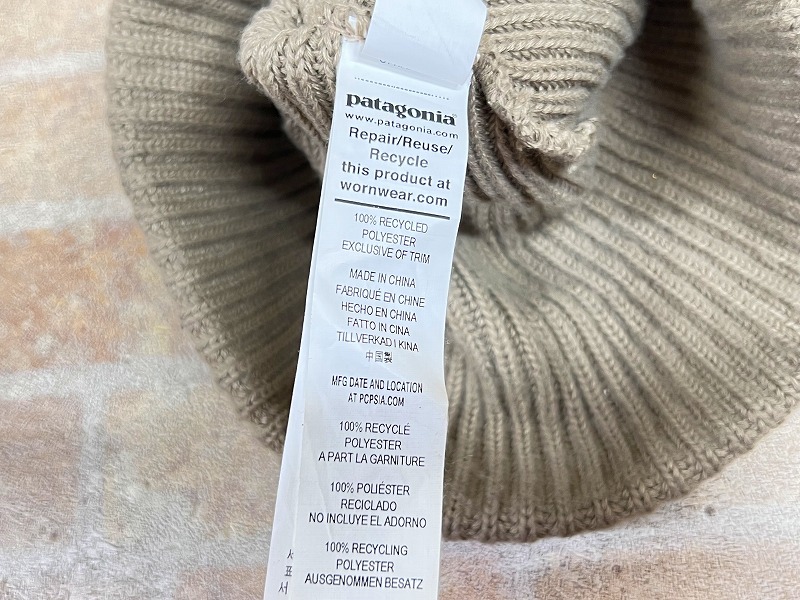 patagonia
www.patagonia.com
Repair/Reuse/
Recycle
this product at
wornwear.com
100% RECYCLED
POLYESTER
EXCLUSIVE OF TRIM
MADE IN CHINA
FABRIQUÉ EN CHINE
HECHO EN CHINA
FATTO IN CINA
TILLVERKAD I KINA
中国製
MFG DATE AND LOCATION
AT PCPSIA.COM
100% RECYCLÉ
POLYESTER
A PART LA GARNITURE
100% POLIÉSTER
RECICLADO
NO INCLUYE EL ADORNO
100% RECYCLING
POLYESTER
AUSGENOMMEN BESATZ